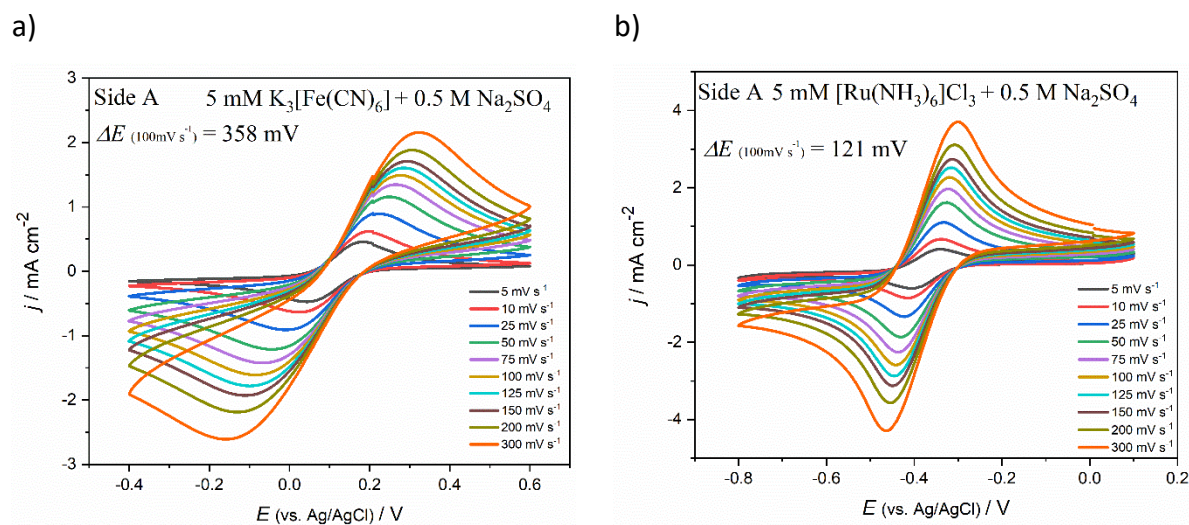 a)
b)
Side A 5 mM K₃[Fe(CN)₆] + 0.5 M Na₂SO₄
ΔE (100mV s⁻¹) = 358 mV
3
2
1
0
-1
-2
-3
j / mA cm⁻²
5 mV s⁻¹
10 mV s⁻¹
25 mV s⁻¹
50 mV s⁻¹
75 mV s⁻¹
100 mV s⁻¹
125 mV s⁻¹
150 mV s⁻¹
200 mV s⁻¹
300 mV s⁻¹
-0.4 -0.2 0.0 0.2 0.4 0.6
E (vs. Ag/AgCl) / V
Side A 5 mM [Ru(NH₃)₆]Cl₃ + 0.5 M Na₂SO₄
ΔE (100mV s⁻¹) = 121 mV
4
2
0
-2
-4
j / mA cm⁻²
5 mV s⁻¹
10 mV s⁻¹
25 mV s⁻¹
50 mV s⁻¹
75 mV s⁻¹
100 mV s⁻¹
125 mV s⁻¹
150 mV s⁻¹
200 mV s⁻¹
300 mV s⁻¹
-0.8 -0.6 -0.4 -0.2 0.0 0.2
E (vs. Ag/AgCl) / V